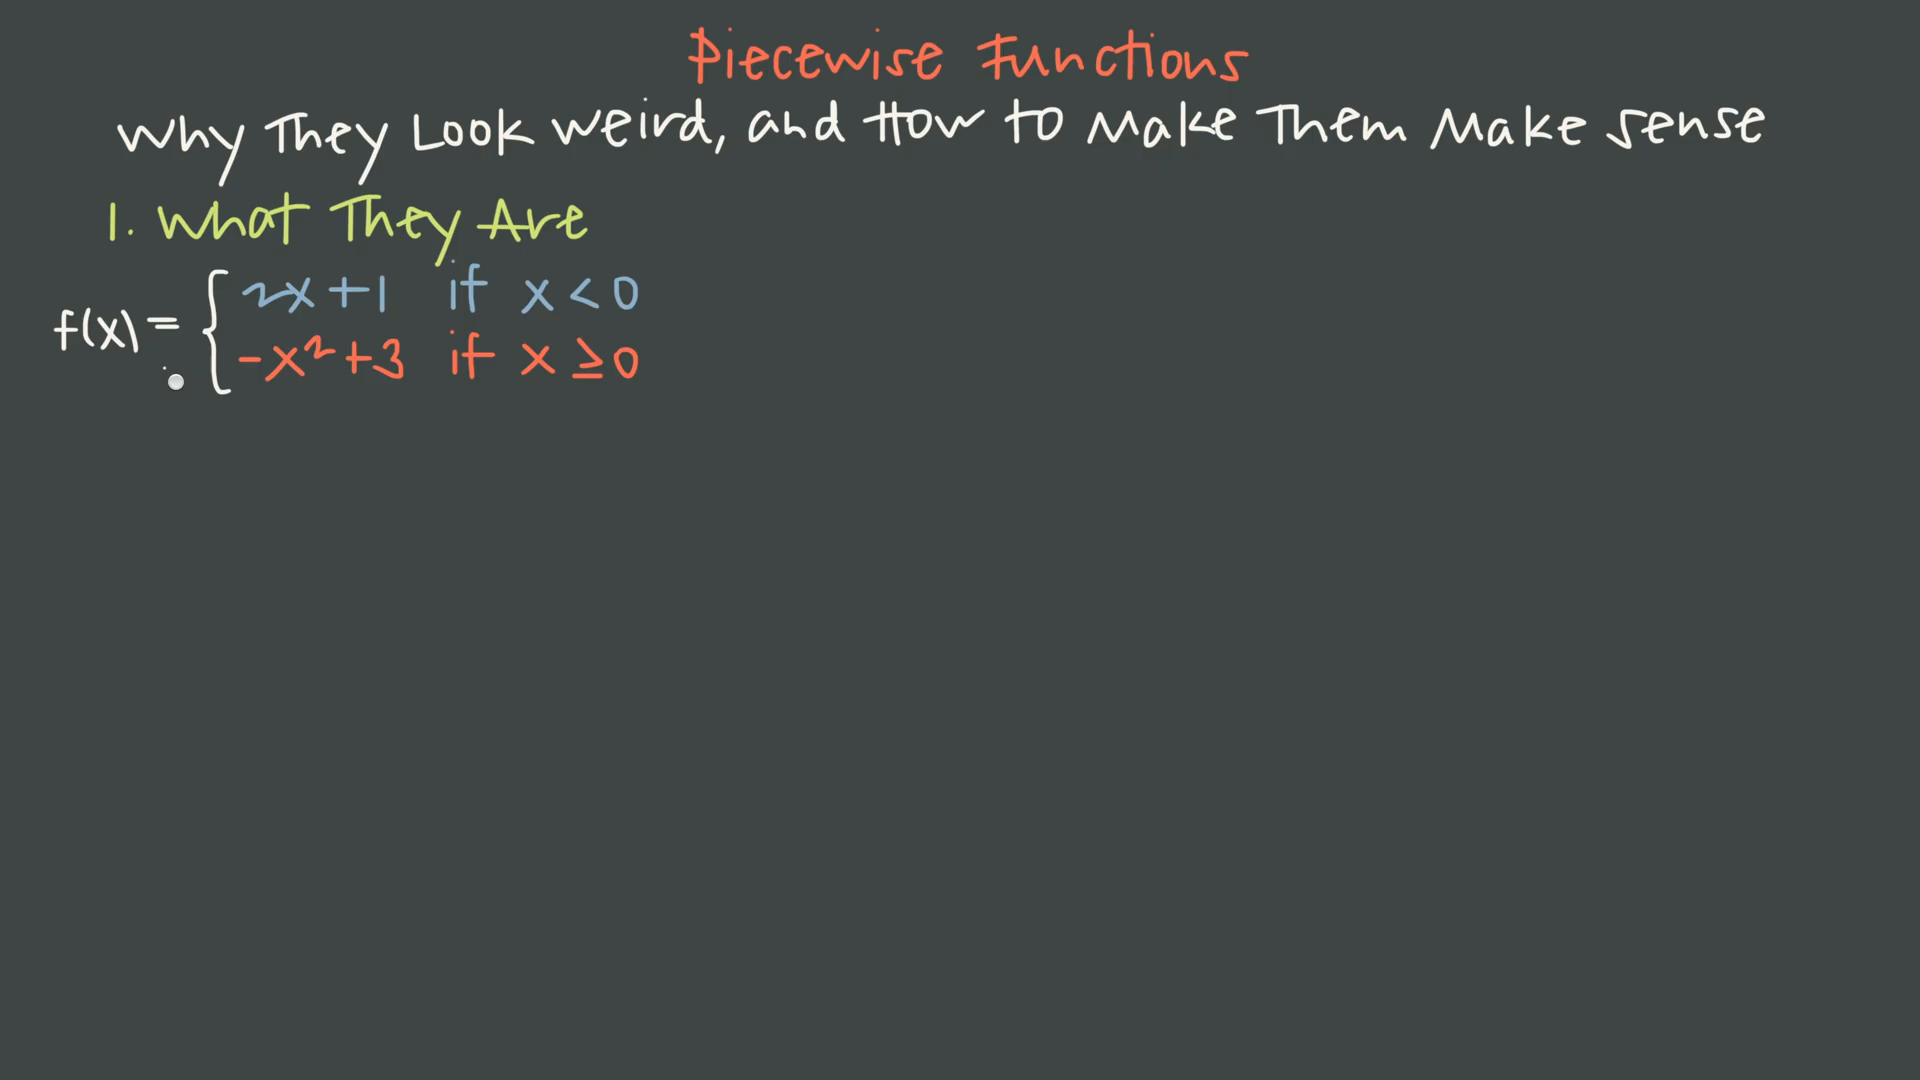 Piecewise Functions
Why They Look Weird, and How to Make Them Make Sense
1. What They Are
f(x) = {
2x+1 if x < 0
-x²+3 if x ≥ 0